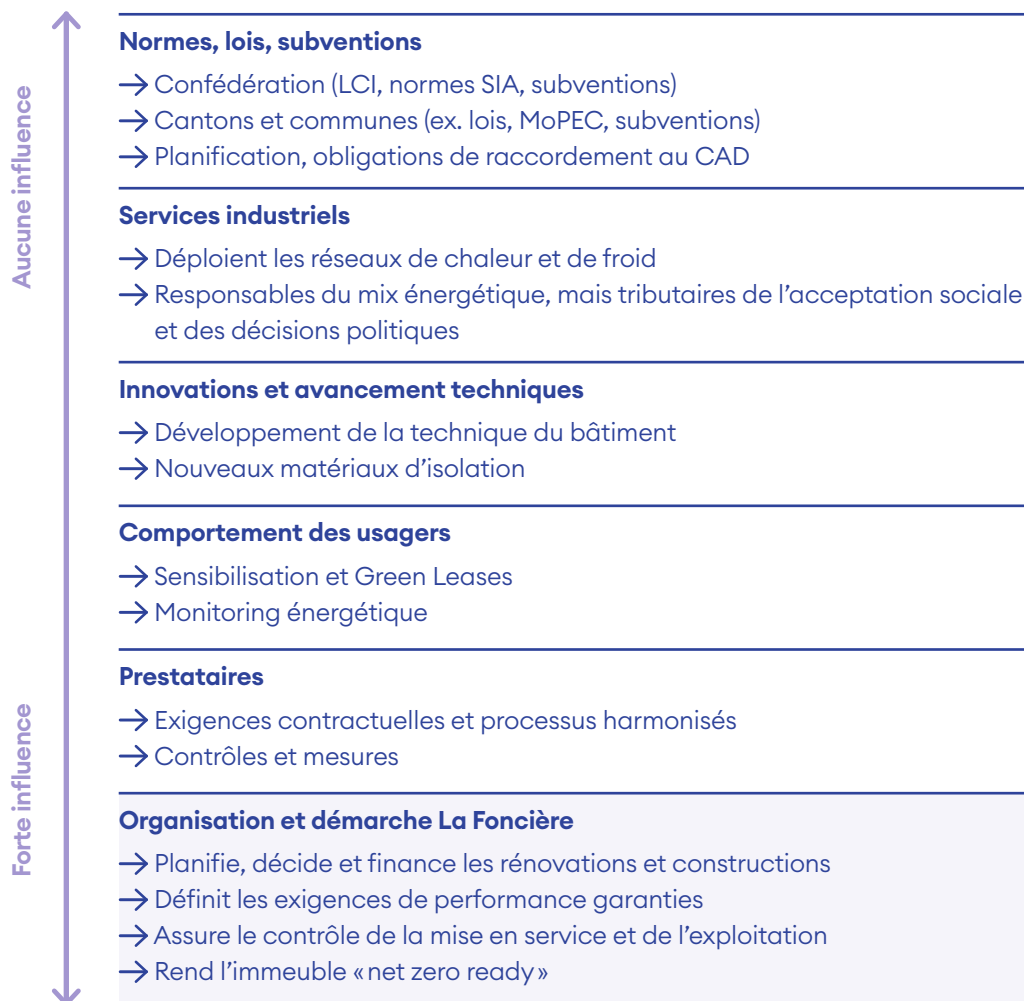 Aucune influence
Forte influence
Normes, lois, subventions
→ Confédération (LCI, normes SIA, subventions)
→ Cantons et communes (ex. lois, MoPEC, subventions)
→ Planification, obligations de raccordement au CAD
Services industriels
→ Déploient les réseaux de chaleur et de froid
→ Responsables du mix énergétique, mais tributaires de l’acceptation sociale
et des décisions politiques
Innovations et avancement techniques
→ Développement de la technique du bâtiment
→ Nouveaux matériaux d’isolation
Comportement des usagers
→ Sensibilisation et Green Leases
→ Monitoring énergétique
Prestataires
→ Exigences contractuelles et processus harmonisés
→ Contrôles et mesures
Organisation et démarche La Foncière
→ Planifie, décide et finance les rénovations et constructions
→ Définit les exigences de performance garanties
→ Assure le contrôle de la mise en service et de l’exploitation
→ Rend l’immeuble «net zero ready»